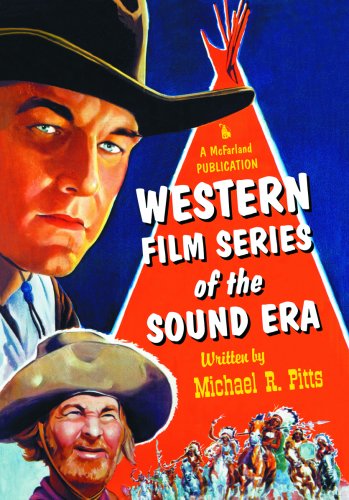 A McFARLAND
PUBLICATION
WESTERN
FILM SERIES
of the
SOUND ERA
Written by
Michael R. Pitts